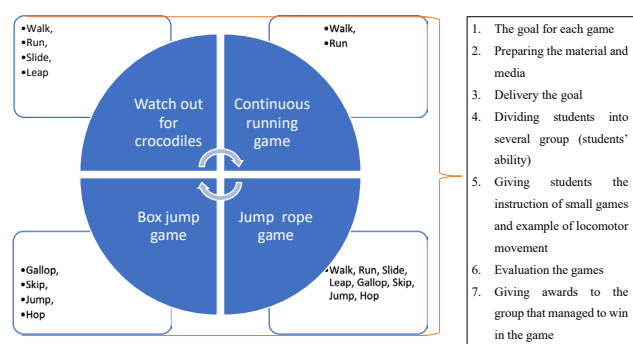 •Walk,
•Run,
•Slide,
•Leap
•Walk,
•Run
Watch out
for
crocodiles
Continuous
running
game
Box jump
game
Jump rope
game
•Gallop,
•Skip,
•Jump,
•Hop
•Walk, Run, Slide,
Leap, Gallop, Skip,
Jump, Hop
1. The goal for each game
2. Preparing the material and
media
3. Delivery the goal
4. Dividing students into
several group (students'
ability)
5. Giving students the
instruction of small games
and example of locomotor
movement
6. Evaluation the games
7. Giving awards to the
group that managed to win
in the game